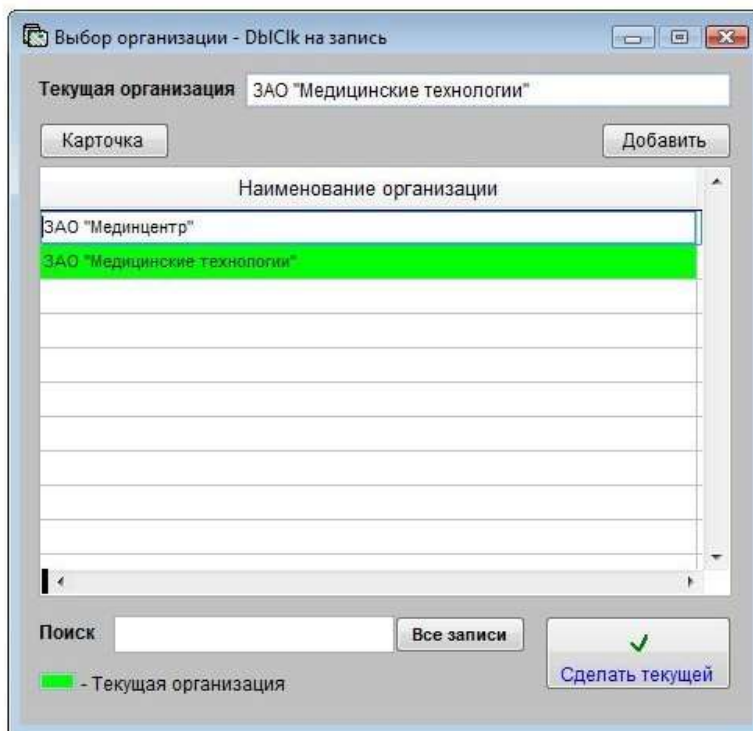 Выбор организации - DblClk на запись
Текущая организация ЗАО "Медицинские технологии"
Карточка Добавить
Наименование организации
ЗАО "Мединцентр"
ЗАО "Медицинские технологии"
Поиск Все записи
Сделать текущей
- Текущая организация